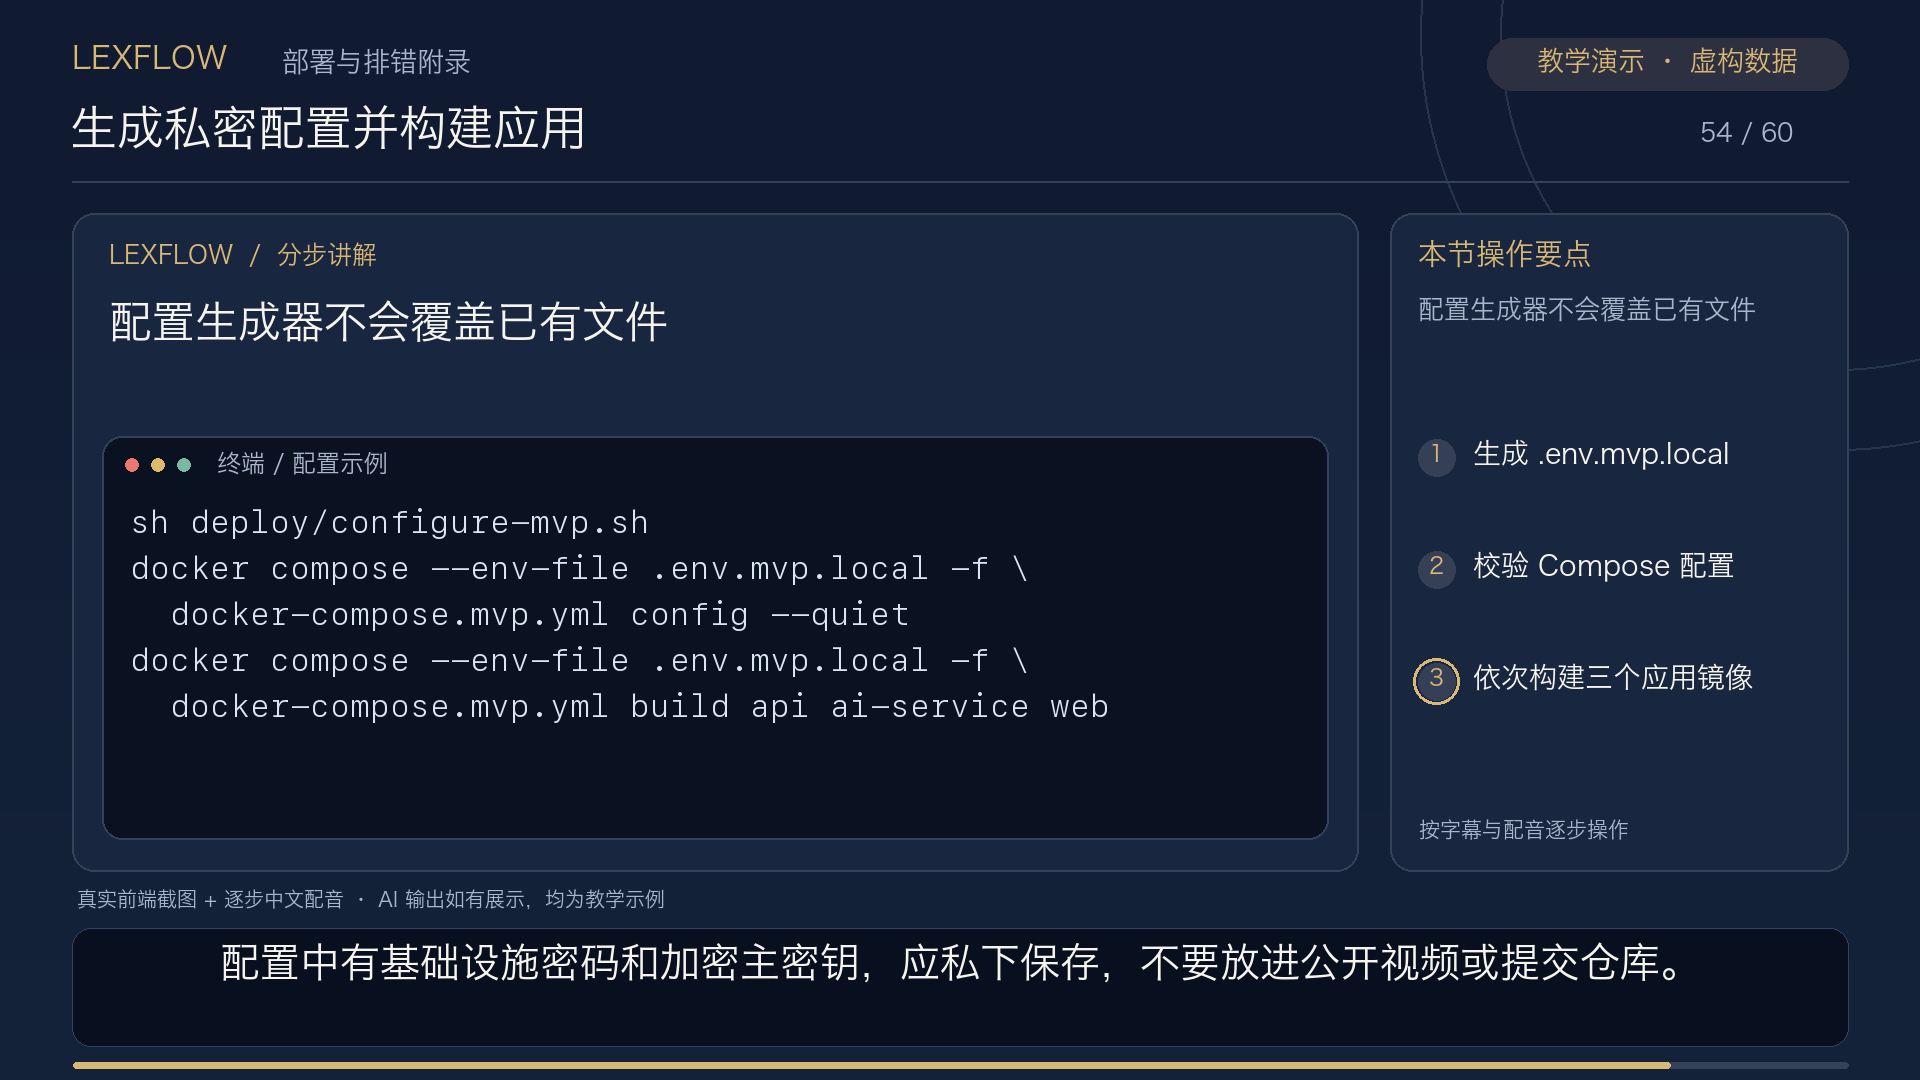 LEXFLOW 部署与排错附录
教学演示 · 虚构数据
生成私密配置并构建应用
54 / 60
LEXFLOW / 分步讲解
配置生成器不会覆盖已有文件
终端 / 配置示例
sh deploy/configure-mvp.sh
docker compose --env-file .env.mvp.local -f \
  docker-compose.mvp.yml config --quiet
docker compose --env-file .env.mvp.local -f \
  docker-compose.mvp.yml build api ai-service web
本节操作要点
配置生成器不会覆盖已有文件
1 生成 .env.mvp.local
2 校验 Compose 配置
3 依次构建三个应用镜像
按字幕与配音逐步操作
真实前端截图 + 逐步中文配音 · AI 输出如有展示，均为教学示例
配置中有基础设施密码和加密主密钥，应私下保存，不要放进公开视频或提交仓库。